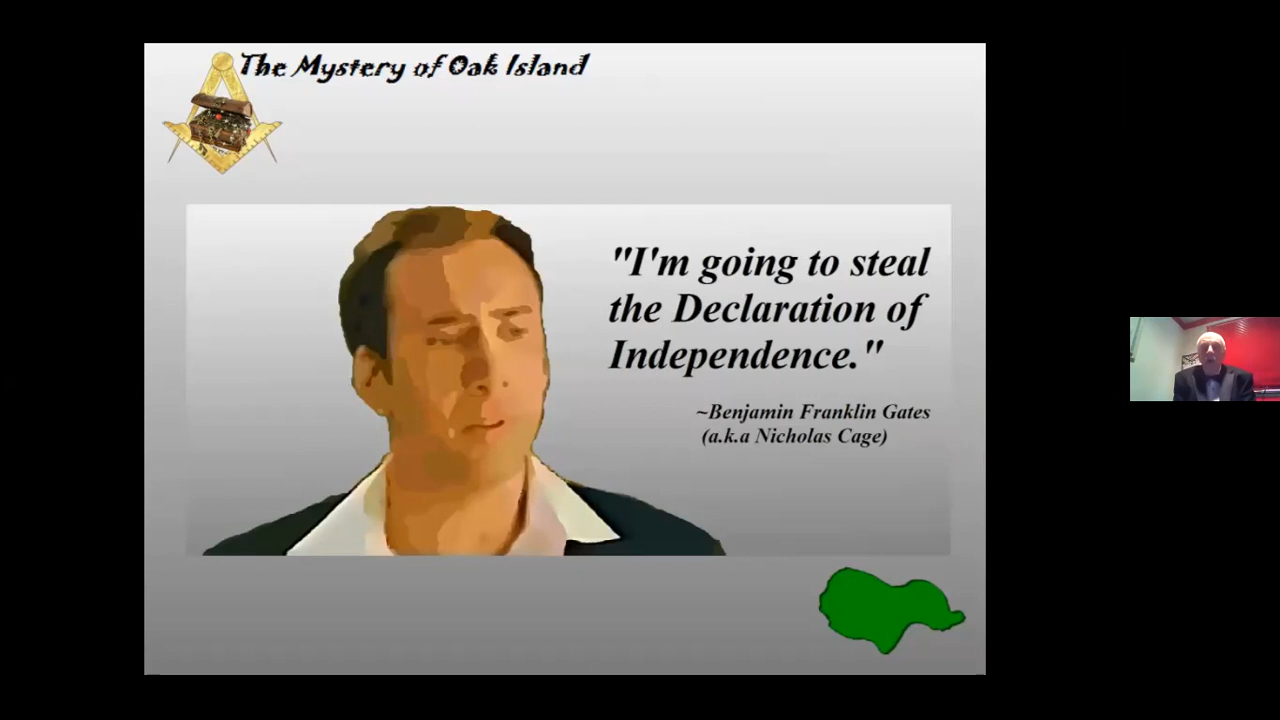 The Mystery of Oak Island
"I'm going to steal
the Declaration of
Independence."
~Benjamin Franklin Gates
(a.k.a Nicholas Cage)